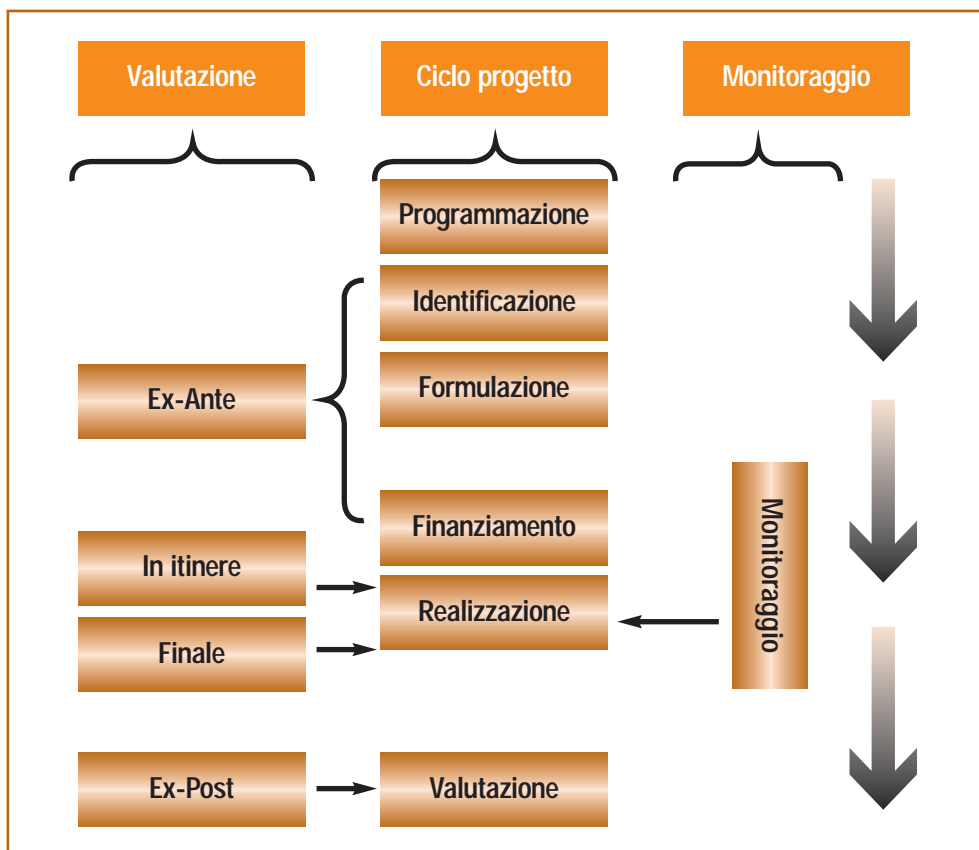 Valutazione
Ciclo progetto
Monitoraggio
Programmazione
Identificazione
Ex-Ante
Formulazione
Finanziamento
In itinere
Realizzazione
Finale
Monitoraggio
Ex-Post
Valutazione